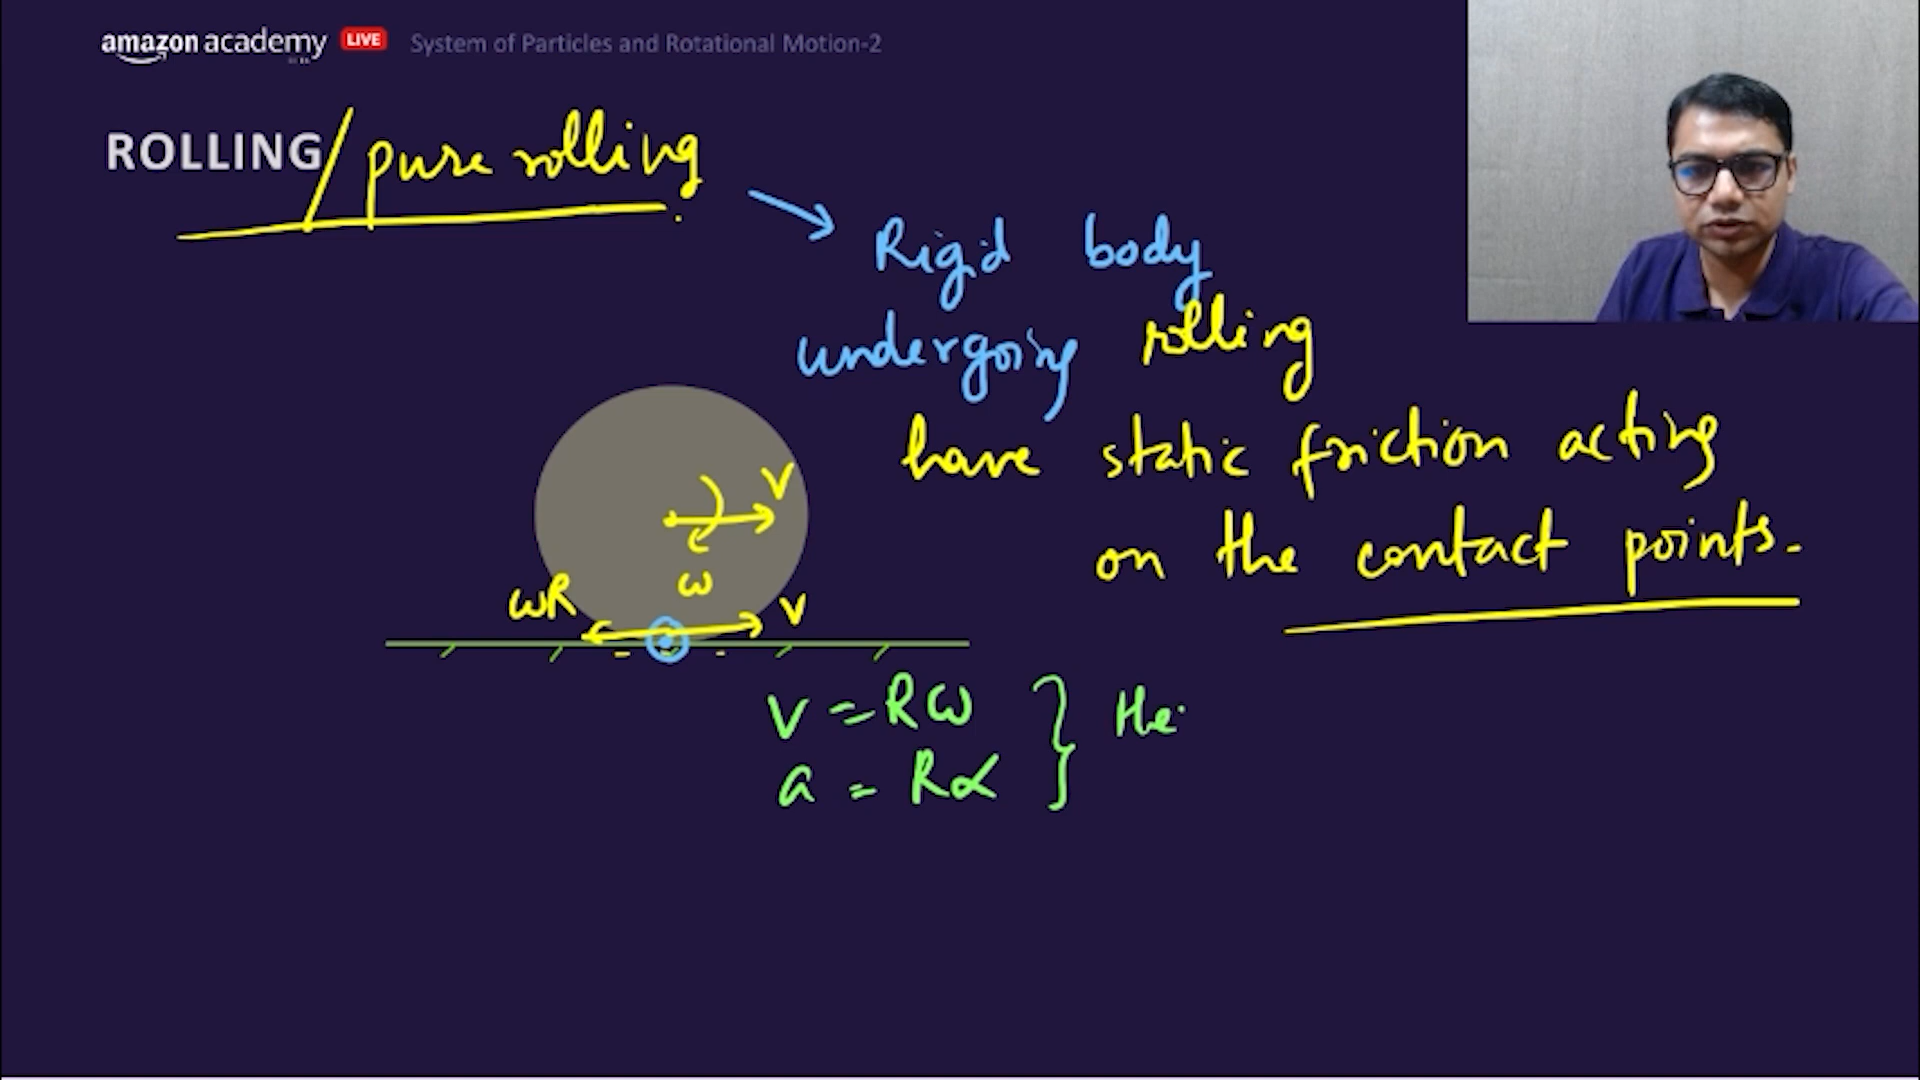 amazon academy LIVE System of Particles and Rotational Motion-2
ROLLING / pure rolling
Rigid body
undergoing rolling
have static friction acting
on the contact points.
V
ω
ωR V
V = Rω } He
a = Rα